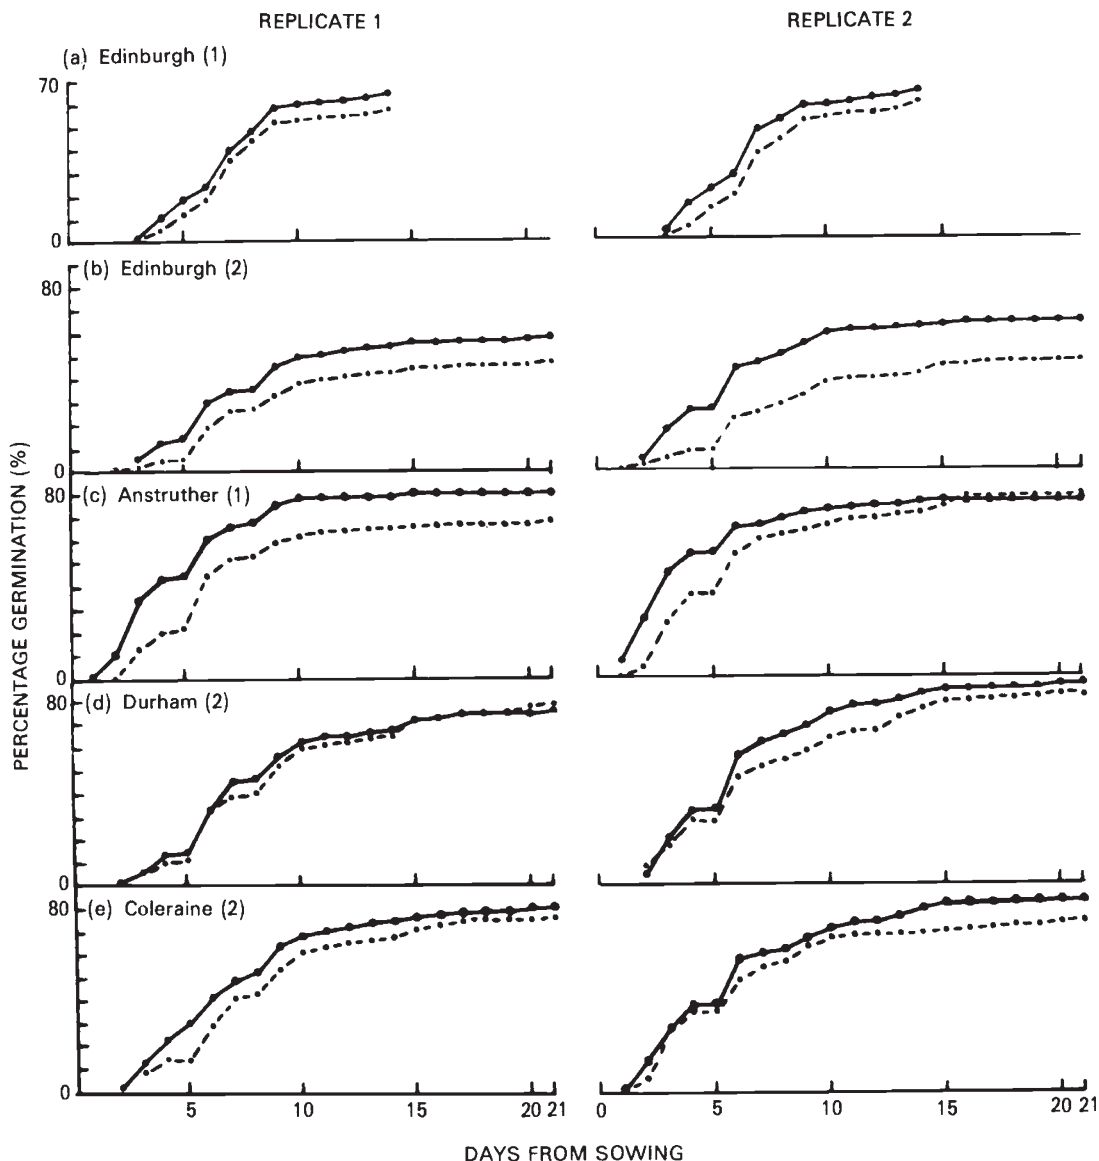 REPLICATE 1 REPLICATE 2
(a) Edinburgh (1)
70
0
(b) Edinburgh (2)
80
0
(c) Anstruther (1)
80
0
(d) Durham (2)
80
0
(e) Coleraine (2)
80
0
5 10 15 20 21 0 5 10 15 20 21
PERCENTAGE GERMINATION (%)
DAYS FROM SOWING